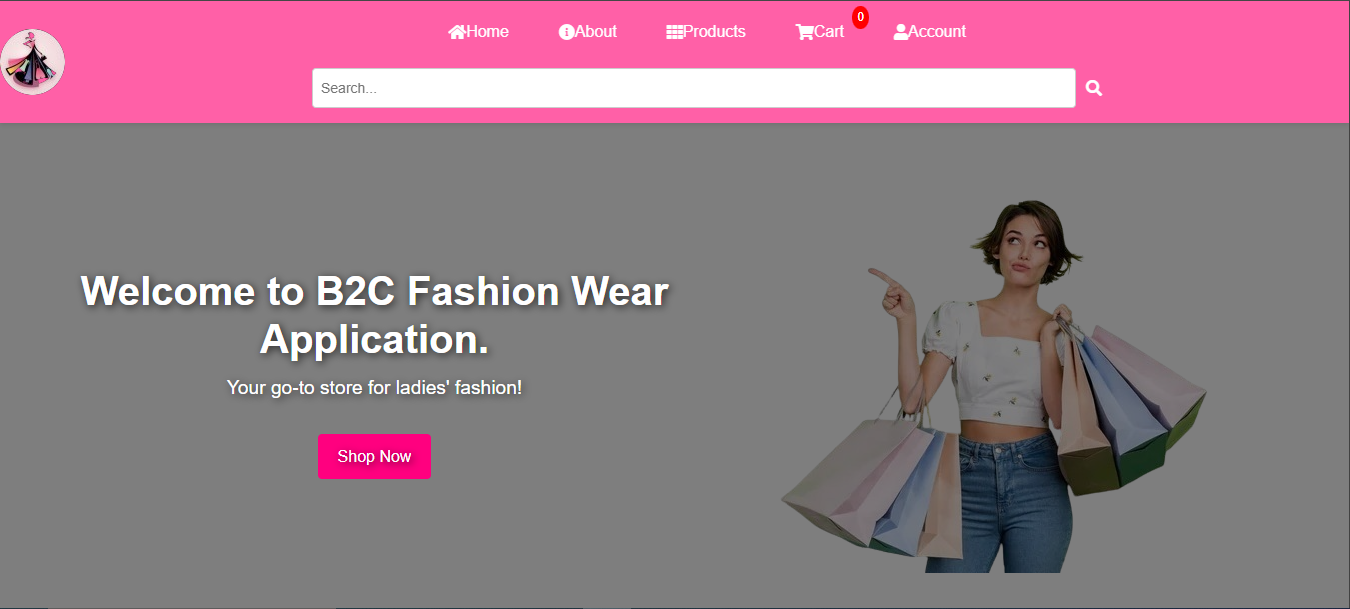 Home About Products Cart 0 Account
Search...
Welcome to B2C Fashion Wear
Application.
Your go-to store for ladies' fashion!
Shop Now